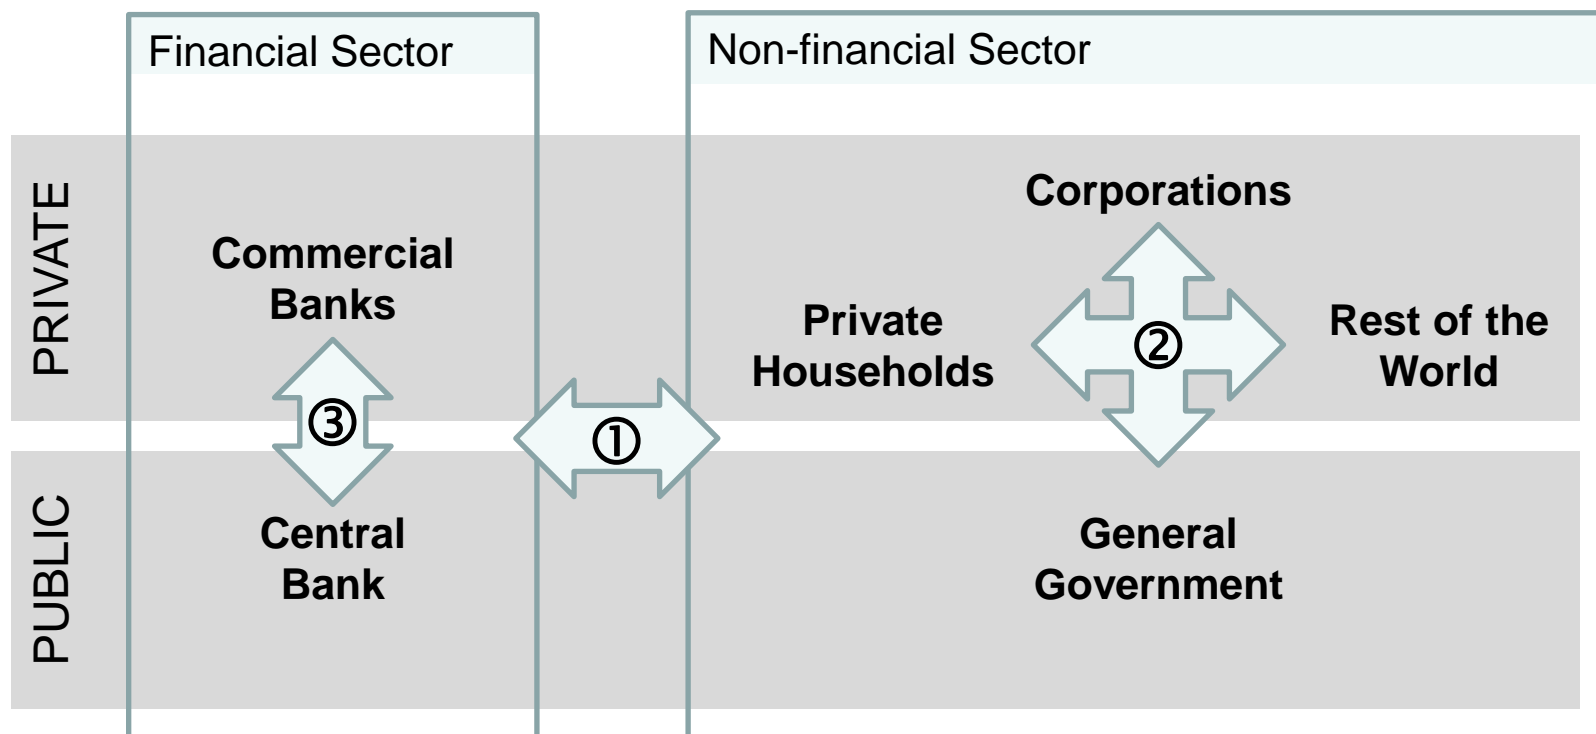 Financial Sector
Non-financial Sector
PRIVATE
Commercial
Banks
Corporations
Private
Households
②
Rest of the
World
③
①
PUBLIC
Central
Bank
General
Government